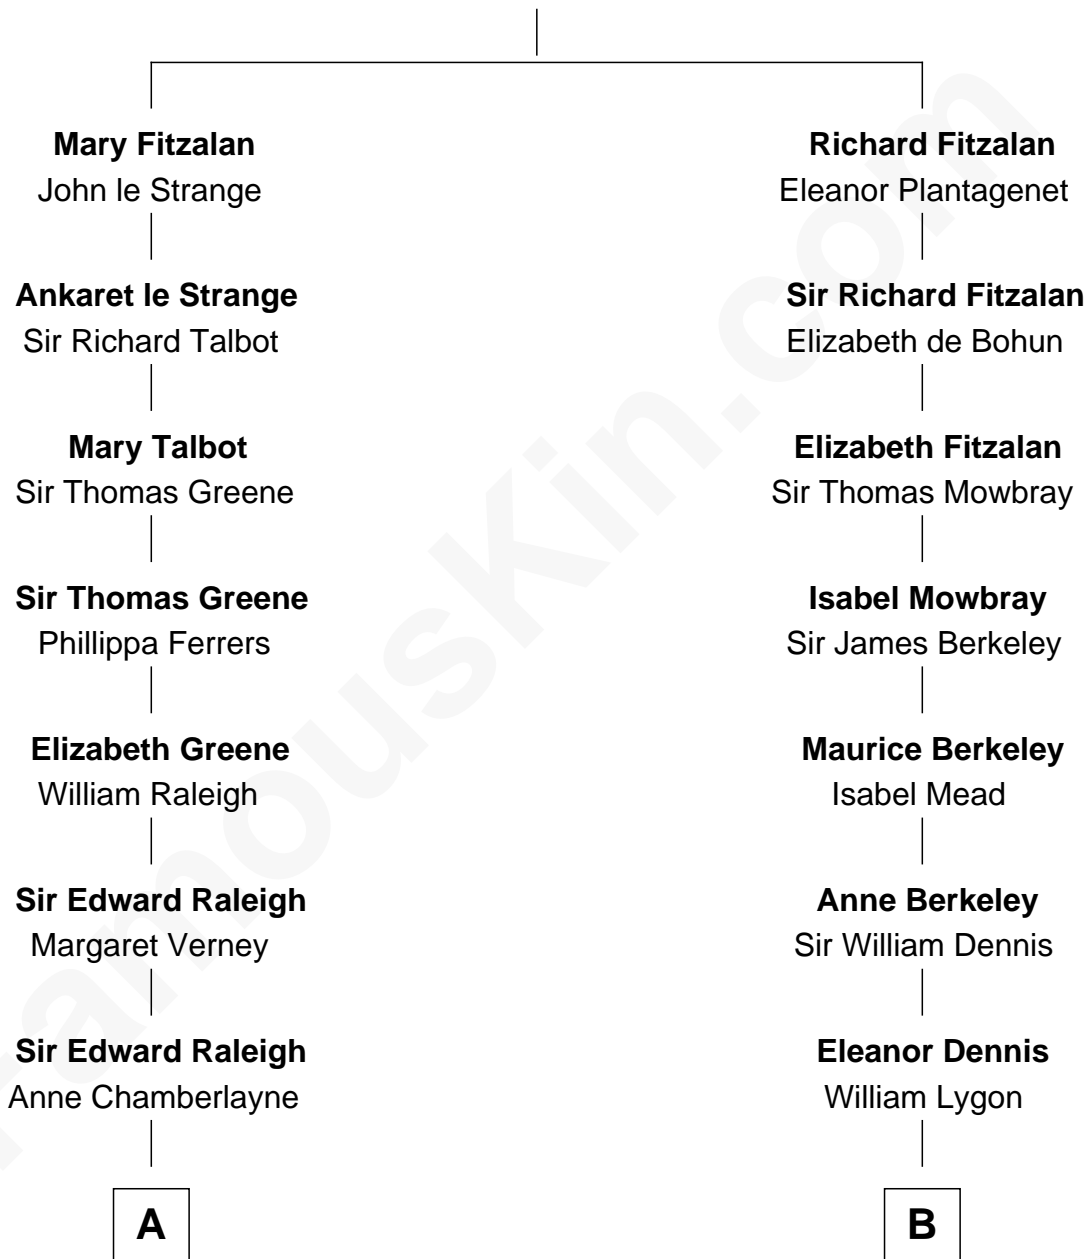 Mary Fitzalan
John le Strange
Ankaret le Strange
Sir Richard Talbot
Mary Talbot
Sir Thomas Greene
Sir Thomas Greene
Phillippa Ferrers
Elizabeth Greene
William Raleigh
Sir Edward Raleigh
Margaret Verney
Sir Edward Raleigh
Anne Chamberlayne
A
Richard Fitzalan
Eleanor Plantagenet
Sir Richard Fitzalan
Elizabeth de Bohun
Elizabeth Fitzalan
Sir Thomas Mowbray
Isabel Mowbray
Sir James Berkeley
Maurice Berkeley
Isabel Mead
Anne Berkeley
Sir William Dennis
Eleanor Dennis
William Lygon
B
FamousKin.com